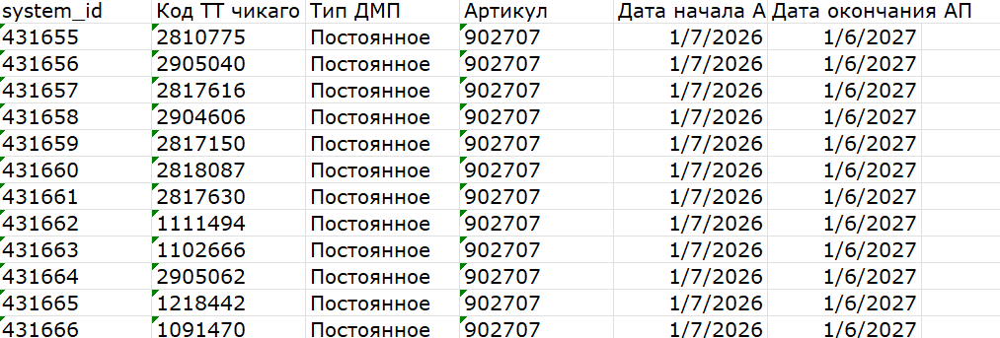 system_id Код ТТ чикаго Тип ДМП Артикул Дата начала А Дата окончания АП
431655 2810775 Постоянное 902707 1/7/2026 1/6/2027
431656 2905040 Постоянное 902707 1/7/2026 1/6/2027
431657 2817616 Постоянное 902707 1/7/2026 1/6/2027
431658 2904606 Постоянное 902707 1/7/2026 1/6/2027
431659 2817150 Постоянное 902707 1/7/2026 1/6/2027
431660 2818087 Постоянное 902707 1/7/2026 1/6/2027
431661 2817630 Постоянное 902707 1/7/2026 1/6/2027
431662 1111494 Постоянное 902707 1/7/2026 1/6/2027
431663 1102666 Постоянное 902707 1/7/2026 1/6/2027
431664 2905062 Постоянное 902707 1/7/2026 1/6/2027
431665 1218442 Постоянное 902707 1/7/2026 1/6/2027
431666 1091470 Постоянное 902707 1/7/2026 1/6/2027